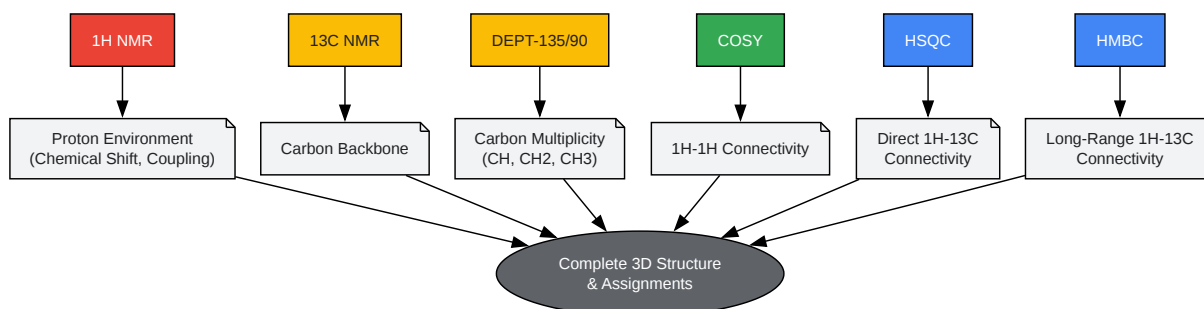 1H NMR
13C NMR
DEPT-135/90
COSY
HSQC
HMBC
Proton Environment
(Chemical Shift, Coupling)
Carbon Backbone
Carbon Multiplicity
(CH, CH2, CH3)
1H-1H Connectivity
Direct 1H-13C
Connectivity
Long-Range 1H-13C
Connectivity
Complete 3D Structure
& Assignments